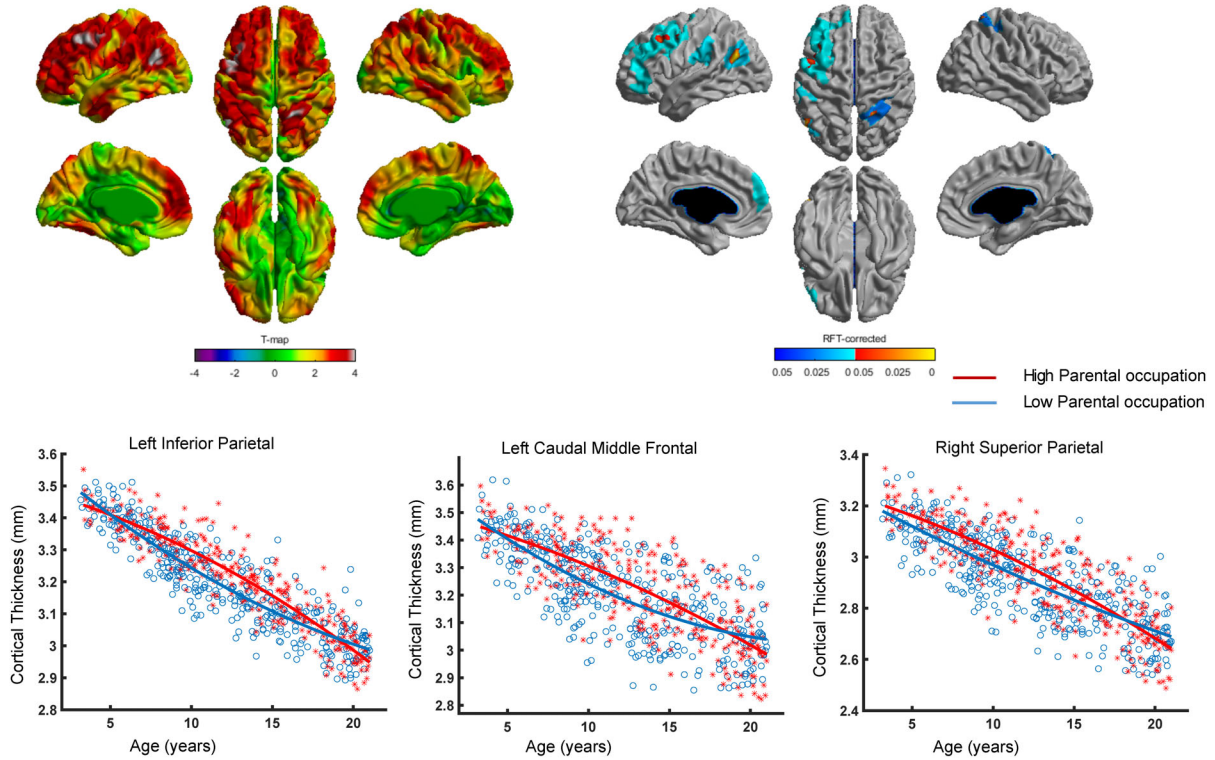 T-map
-4 -2 0 2 4
RFT-corrected
0.05 0.025 0 0.05 0.025 0
High Parental occupation
Low Parental occupation
Left Inferior Parietal
Cortical Thickness (mm)
3.6
3.5
3.4
3.3
3.2
3.1
3
2.9
2.8
5 10 15 20
Age (years)
Left Caudal Middle Frontal
Cortical Thickness (mm)
3.6
3.5
3.4
3.3
3.2
3.1
3
2.9
2.8
5 10 15 20
Age (years)
Right Superior Parietal
Cortical Thickness (mm)
3.4
3.2
3
2.8
2.6
2.4
5 10 15 20
Age (years)